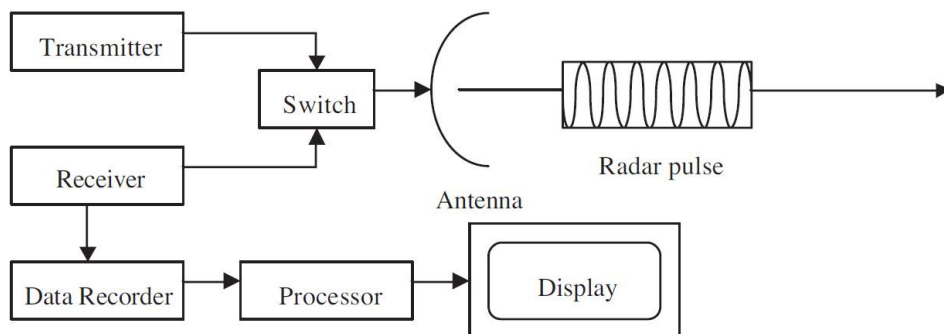 Transmitter
Switch
Receiver
Radar pulse
Antenna
Data Recorder
Processor
Display